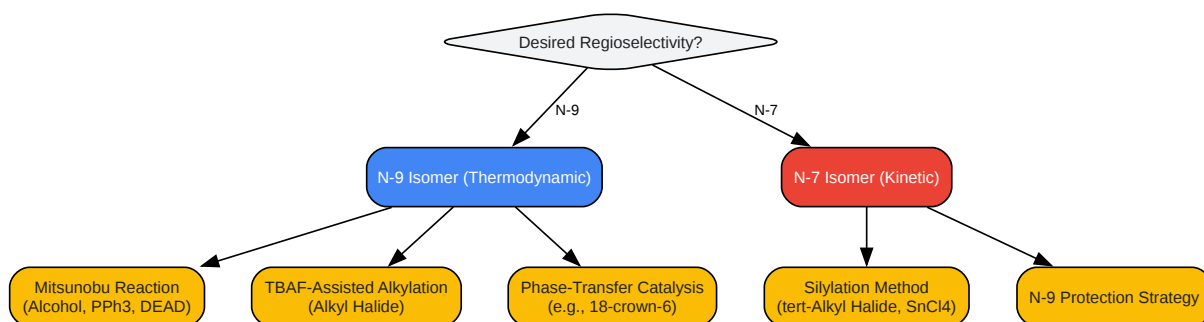 Desired Regioselectivity?
N-9
N-7
N-9 Isomer (Thermodynamic)
N-7 Isomer (Kinetic)
Mitsunobu Reaction
(Alcohol, PPh3, DEAD)
TBAF-Assisted Alkylation
(Alkyl Halide)
Phase-Transfer Catalysis
(e.g., 18-crown-6)
Silylation Method
(tert-Alkyl Halide, SnCl4)
N-9 Protection Strategy